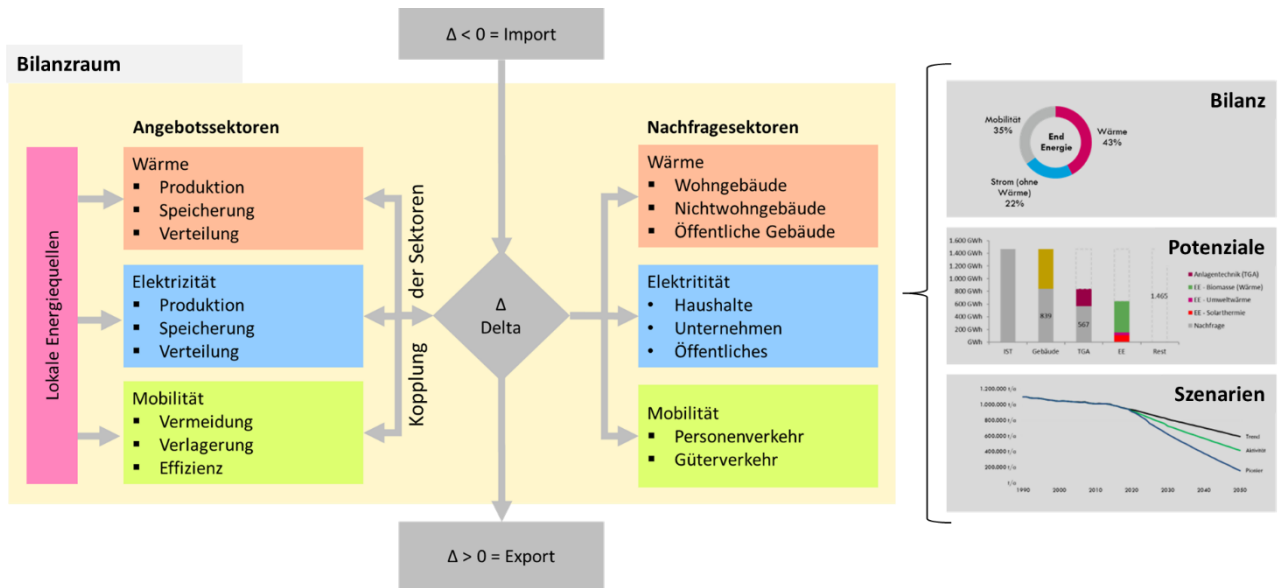 Δ < 0 = Import
Bilanzraum
Angebotssektoren
Nachfragesektoren
Lokale Energiequellen
Wärme
▪ Produktion
▪ Speicherung
▪ Verteilung
Elektrizität
▪ Produktion
▪ Speicherung
▪ Verteilung
Mobilität
▪ Vermeidung
▪ Verlagerung
▪ Effizienz
Kopplung der Sektoren
Δ
Delta
Wärme
▪ Wohngebäude
▪ Nichtwohngebäude
▪ Öffentliche Gebäude
Elektritität
• Haushalte
• Unternehmen
• Öffentliches
Mobilität
▪ Personenverkehr
▪ Güterverkehr
Δ > 0 = Export
Bilanz
Mobilität
35%
End
Energie
Wärme
43%
Strom (ohne
Wärme)
22%
Potenziale
1.600 GWh
1.400 GWh
1.200 GWh
1.000 GWh
800 GWh
600 GWh
400 GWh
200 GWh
GWh
839
567
1.465
IST Gebäude TGA EE Rest
Anlagentechnik (TGA)
EE - Biomasse (Wärme)
EE - Umweltwärme
EE - Solarthermie
Nachfrage
Szenarien
1.200.000 t/a
1.000.000 t/a
800.000 t/a
600.000 t/a
400.000 t/a
200.000 t/a
t/a
1990 2000 2010 2020 2030 2040 2050
Trend
Aktivität
Pionier